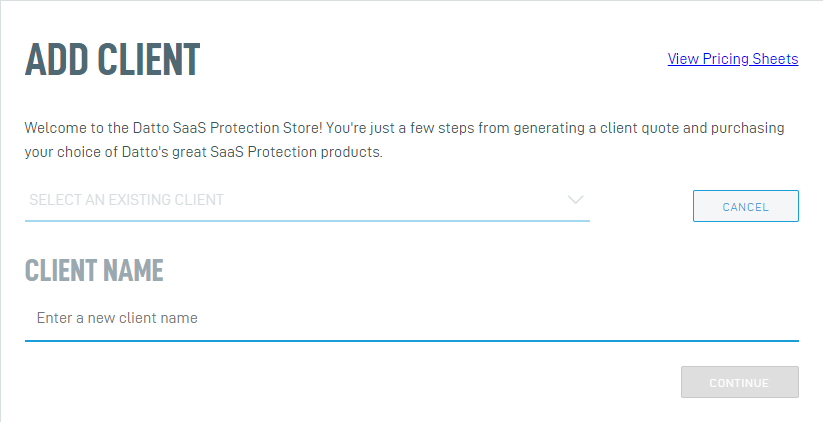 ADD CLIENT
View Pricing Sheets
Welcome to the Datto SaaS Protection Store! You're just a few steps from generating a client quote and purchasing
your choice of Datto's great SaaS Protection products.
SELECT AN EXISTING CLIENT
CANCEL
CLIENT NAME
Enter a new client name
CONTINUE